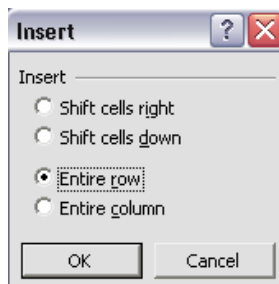 Insert
Insert
Shift cells right
Shift cells down
Entire row
Entire column
OK
Cancel